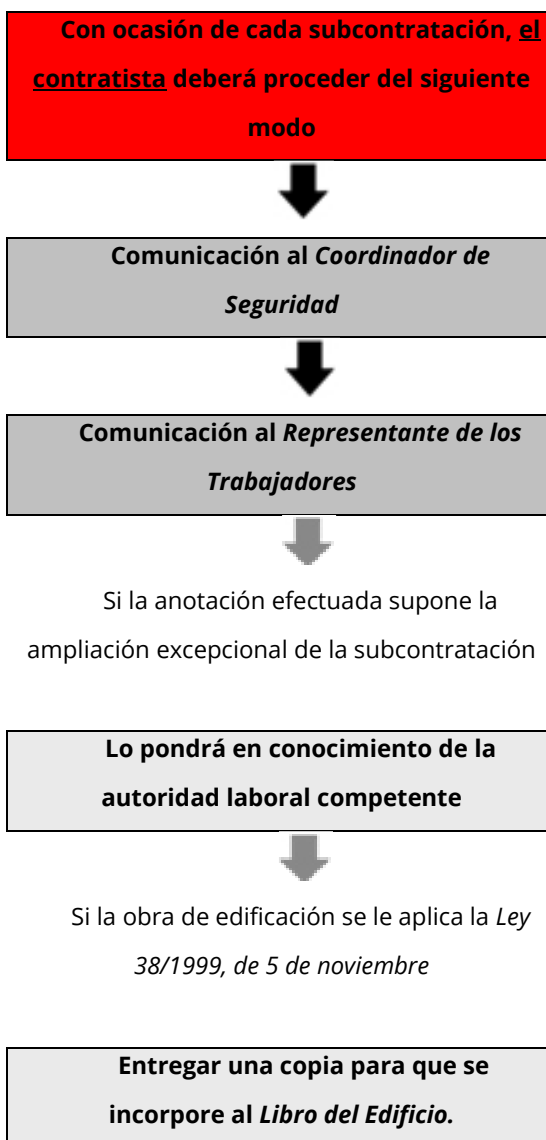 Con ocasión de cada subcontratación, el
contratista deberá proceder del siguiente
modo
Comunicación al Coordinador de
Seguridad
Comunicación al Representante de los
Trabajadores
Si la anotación efectuada supone la
ampliación excepcional de la subcontratación
Lo pondrá en conocimiento de la
autoridad laboral competente
Si la obra de edificación se le aplica la Ley
38/1999, de 5 de noviembre
Entregar una copia para que se
incorpore al Libro del Edificio.